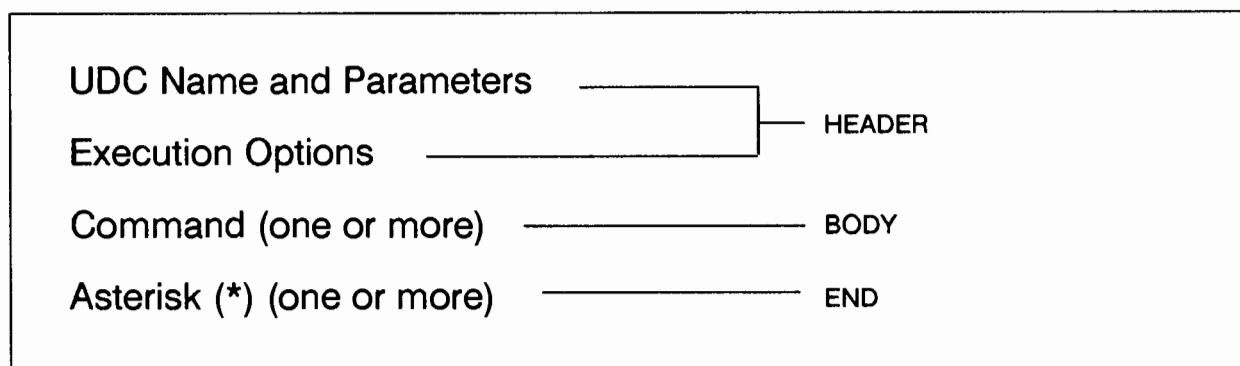 UDC Name and Parameters
HEADER
Execution Options
Command (one or more) BODY
Asterisk (*) (one or more) END